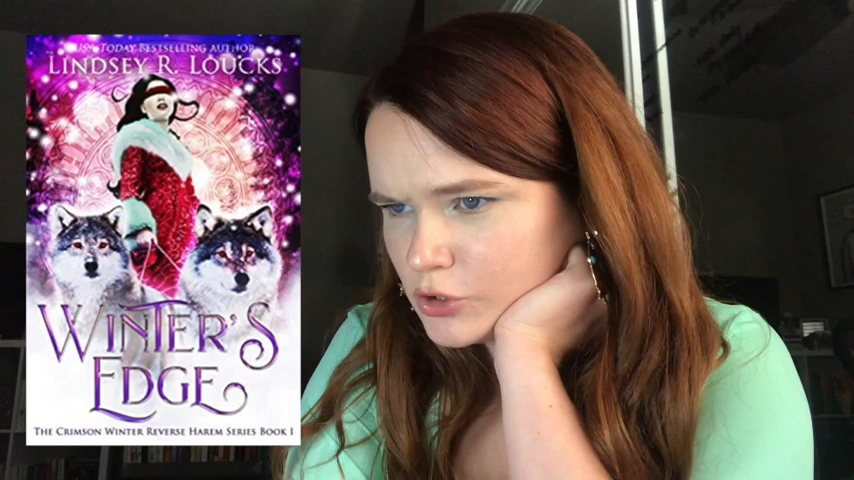 USA TODAY BESTSELLING AUTHOR
LINDSEY R. LOUCKS
WINTER'S
EDGE
THE CRIMSON WINTER REVERSE HAREM SERIES BOOK 1